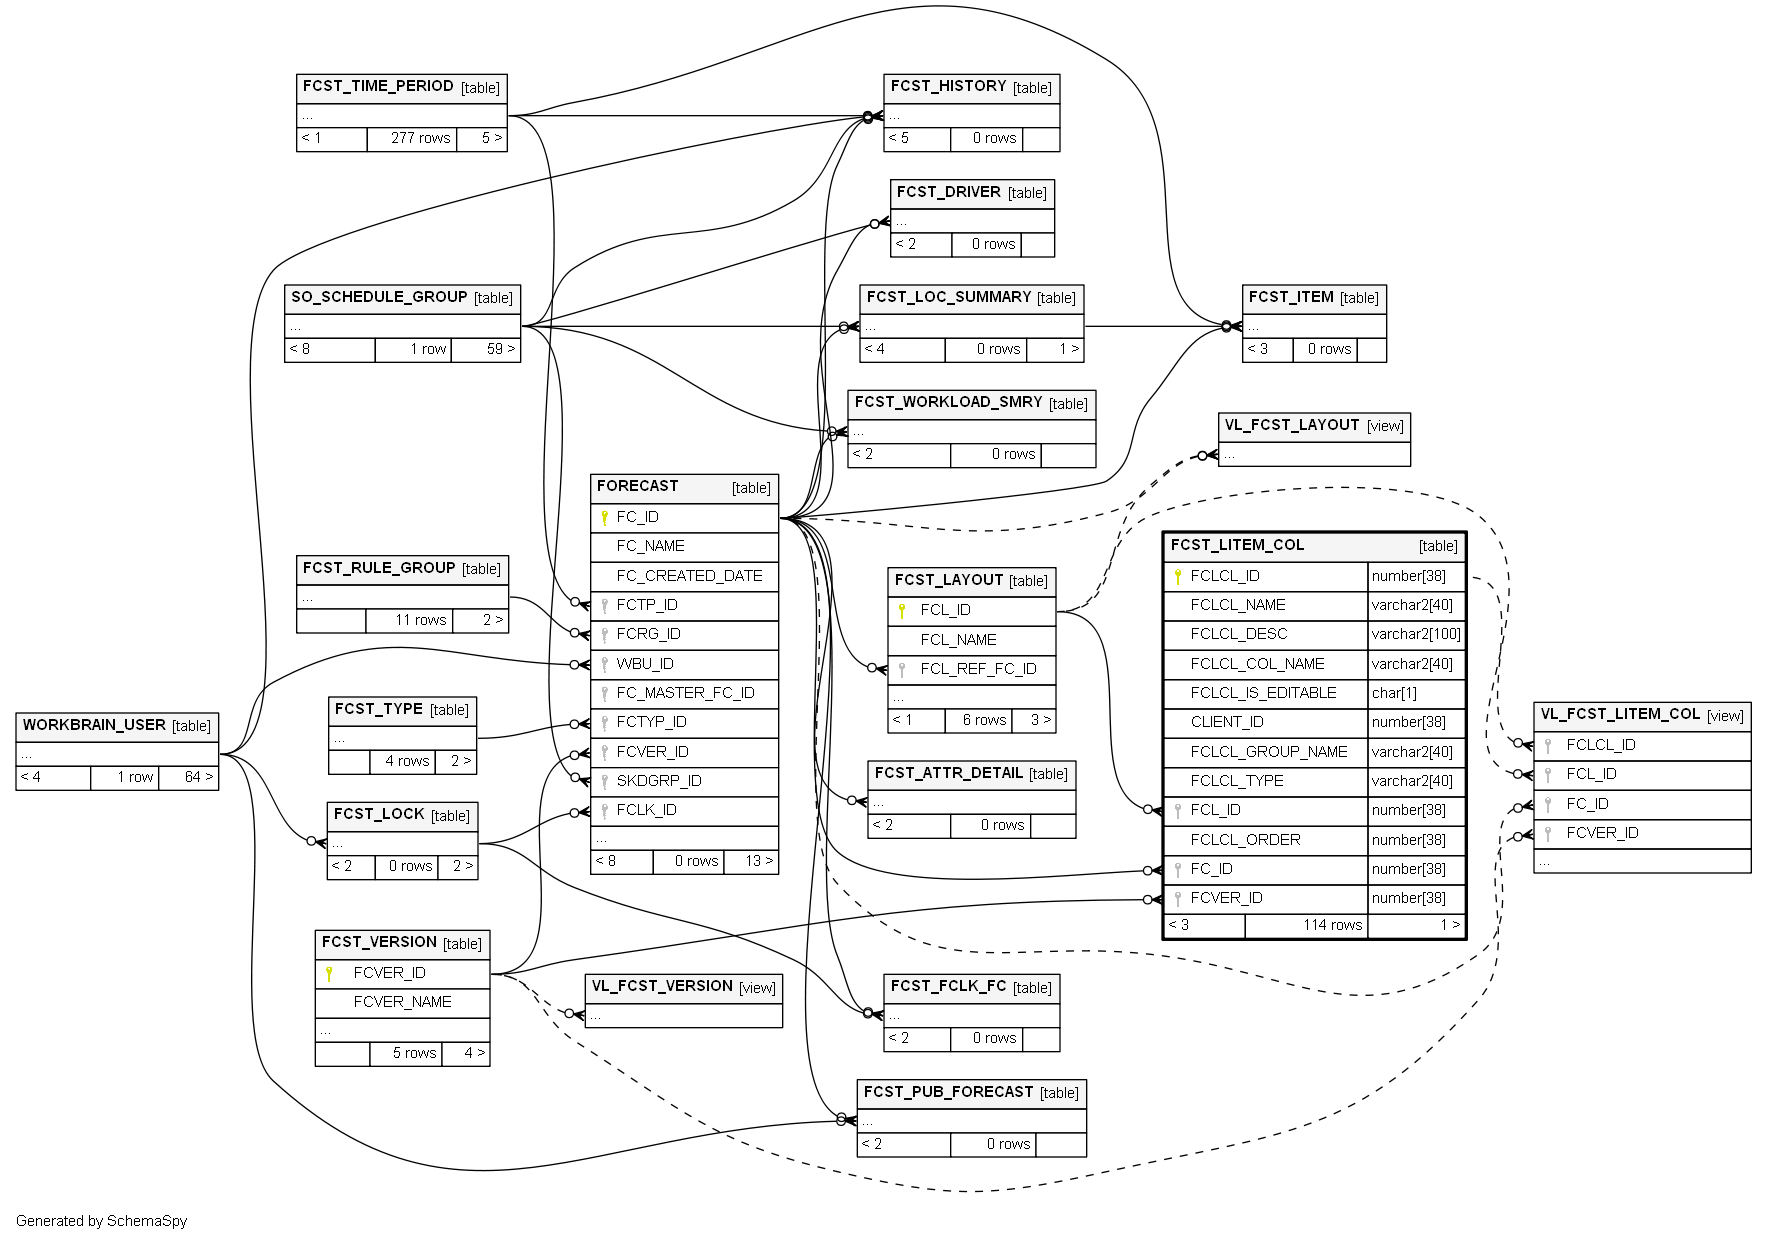 FCST_TIME_PERIOD [table]
...
< 1 277 rows 5 >
FCST_HISTORY [table]
...
< 5 0 rows
FCST_DRIVER [table]
...
< 2 0 rows
SO_SCHEDULE_GROUP [table]
...
< 8 1 row 59 >
FCST_LOC_SUMMARY [table]
...
< 4 0 rows 1 >
FCST_ITEM [table]
...
< 3 0 rows
FCST_WORKLOAD_SMRY [table]
...
< 2 0 rows
VL_FCST_LAYOUT [view]
...
FORECAST [table]
FC_ID
FC_NAME
FC_CREATED_DATE
FCTP_ID
FCRG_ID
WBU_ID
FC_MASTER_FC_ID
FCTYP_ID
FCVER_ID
SKDGRP_ID
FCLK_ID
...
< 8 0 rows 13 >
FCST_RULE_GROUP [table]
...
11 rows 2 >
FCST_LAYOUT [table]
FCL_ID
FCL_NAME
FCL_REF_FC_ID
...
< 1 6 rows 3 >
FCST_LITEM_COL [table]
FCLCL_ID number[38]
FCLCL_NAME varchar2[40]
FCLCL_DESC varchar2[100]
FCLCL_COL_NAME varchar2[40]
FCLCL_IS_EDITABLE char[1]
CLIENT_ID number[38]
FCLCL_GROUP_NAME varchar2[40]
FCLCL_TYPE varchar2[40]
FCL_ID number[38]
FCLCL_ORDER number[38]
FC_ID number[38]
FCVER_ID number[38]
< 3 114 rows 1 >
FCST_TYPE [table]
...
4 rows 2 >
WORKBRAIN_USER [table]
...
< 4 1 row 64 >
VL_FCST_LITEM_COL [view]
FCLCL_ID
FCL_ID
FC_ID
FCVER_ID
...
FCST_ATTR_DETAIL [table]
...
< 2 0 rows
FCST_LOCK [table]
...
< 2 0 rows 2 >
FCST_VERSION [table]
FCVER_ID
FCVER_NAME
...
5 rows 4 >
VL_FCST_VERSION [view]
...
FCST_FCLK_FC [table]
...
< 2 0 rows
FCST_PUB_FORECAST [table]
...
< 2 0 rows
Generated by SchemaSpy